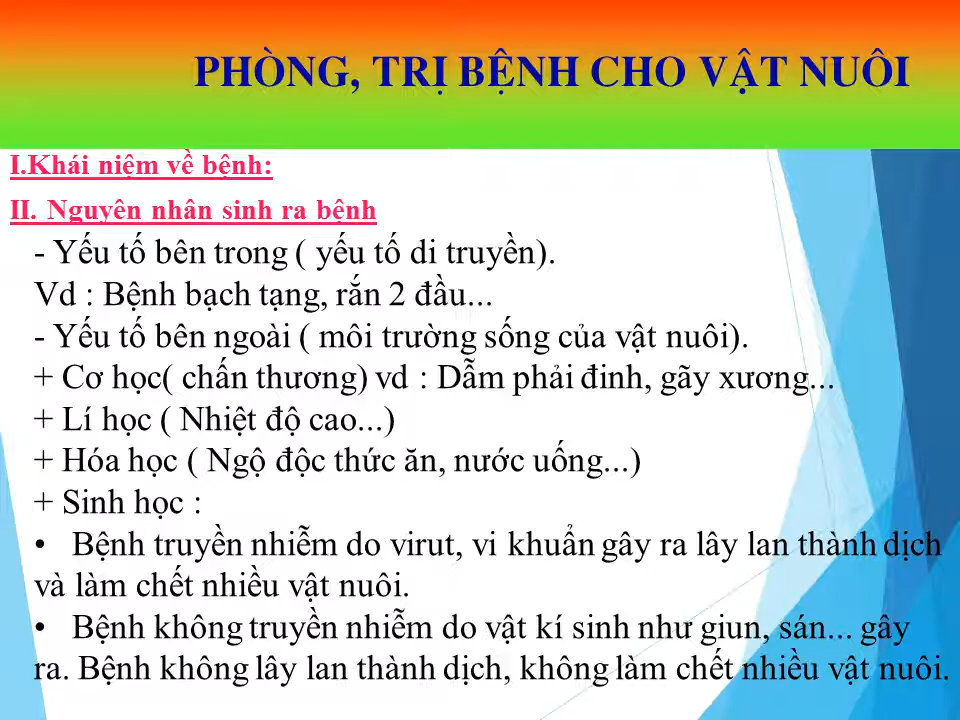 PHÒNG, TRỊ BỆNH CHO VẬT NUÔI
I.Khái niệm về bệnh:
II. Nguyên nhân sinh ra bệnh
- Yếu tố bên trong ( yếu tố di truyền).
Vd : Bệnh bạch tạng, rắn 2 đầu...
- Yếu tố bên ngoài ( môi trường sống của vật nuôi).
+ Cơ học( chấn thương) vd : Dẫm phải đinh, gãy xương...
+ Lí học ( Nhiệt độ cao...)
+ Hóa học ( Ngộ độc thức ăn, nước uống...)
+ Sinh học :
• Bệnh truyền nhiễm do virut, vi khuẩn gây ra lây lan thành dịch
và làm chết nhiều vật nuôi.
• Bệnh không truyền nhiễm do vật kí sinh như giun, sán... gây
ra. Bệnh không lây lan thành dịch, không làm chết nhiều vật nuôi.